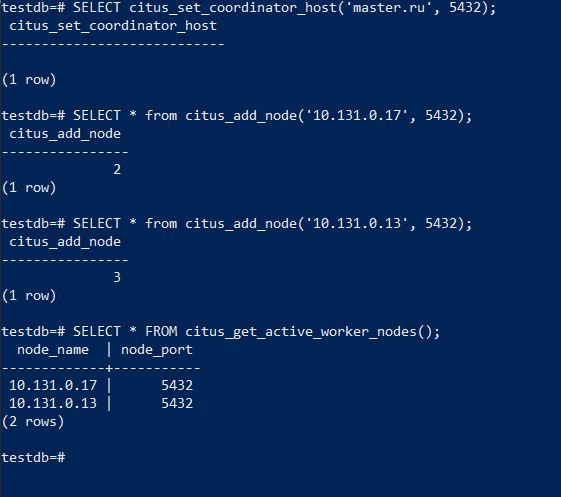 testdb=# SELECT citus_set_coordinator_host('master.ru', 5432);
 citus_set_coordinator_host
----------------------------

(1 row)

testdb=# SELECT * from citus_add_node('10.131.0.17', 5432);
 citus_add_node
----------------
              2
(1 row)

testdb=# SELECT * from citus_add_node('10.131.0.13', 5432);
 citus_add_node
----------------
              3
(1 row)

testdb=# SELECT * FROM citus_get_active_worker_nodes();
  node_name  | node_port
-------------+-----------
 10.131.0.17 |      5432
 10.131.0.13 |      5432
(2 rows)

testdb=#